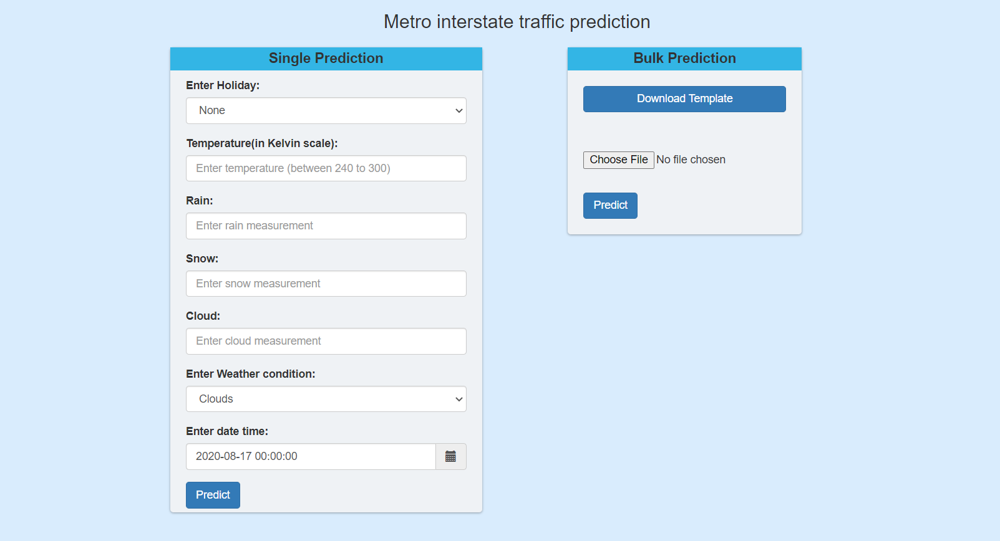 Metro interstate traffic prediction
Single Prediction
Enter Holiday:
None
Temperature(in Kelvin scale):
Enter temperature (between 240 to 300)
Rain:
Enter rain measurement
Snow:
Enter snow measurement
Cloud:
Enter cloud measurement
Enter Weather condition:
Clouds
Enter date time:
2020-08-17 00:00:00
Predict
Bulk Prediction
Download Template
Choose File No file chosen
Predict